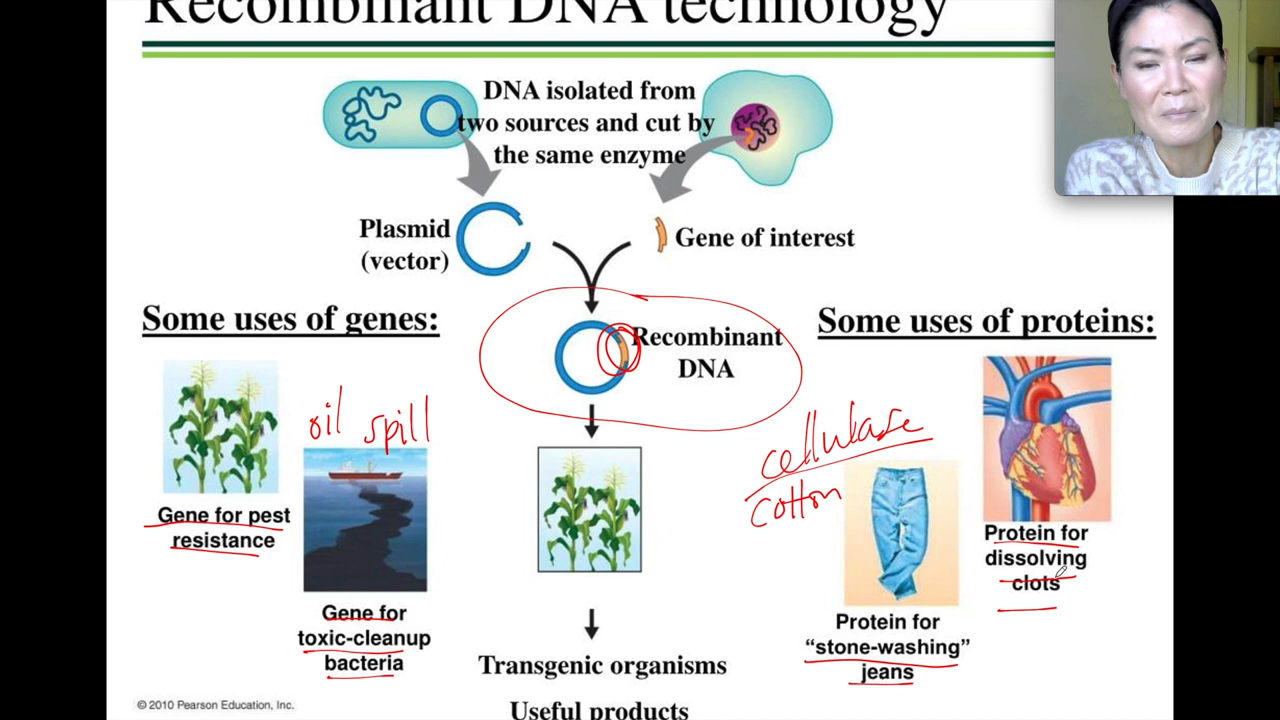 Recombinant DNA technology
DNA isolated from
two sources and cut by
the same enzyme
Plasmid
(vector)
Gene of interest
Some uses of genes:
Recombinant
DNA
Some uses of proteins:
oil spill
cellulase
cotton
Gene for pest
resistance
Gene for
toxic-cleanup
bacteria
Protein for
dissolving
clots
Protein for
“stone-washing”
jeans
Transgenic organisms
Useful products
© 2010 Pearson Education, Inc.